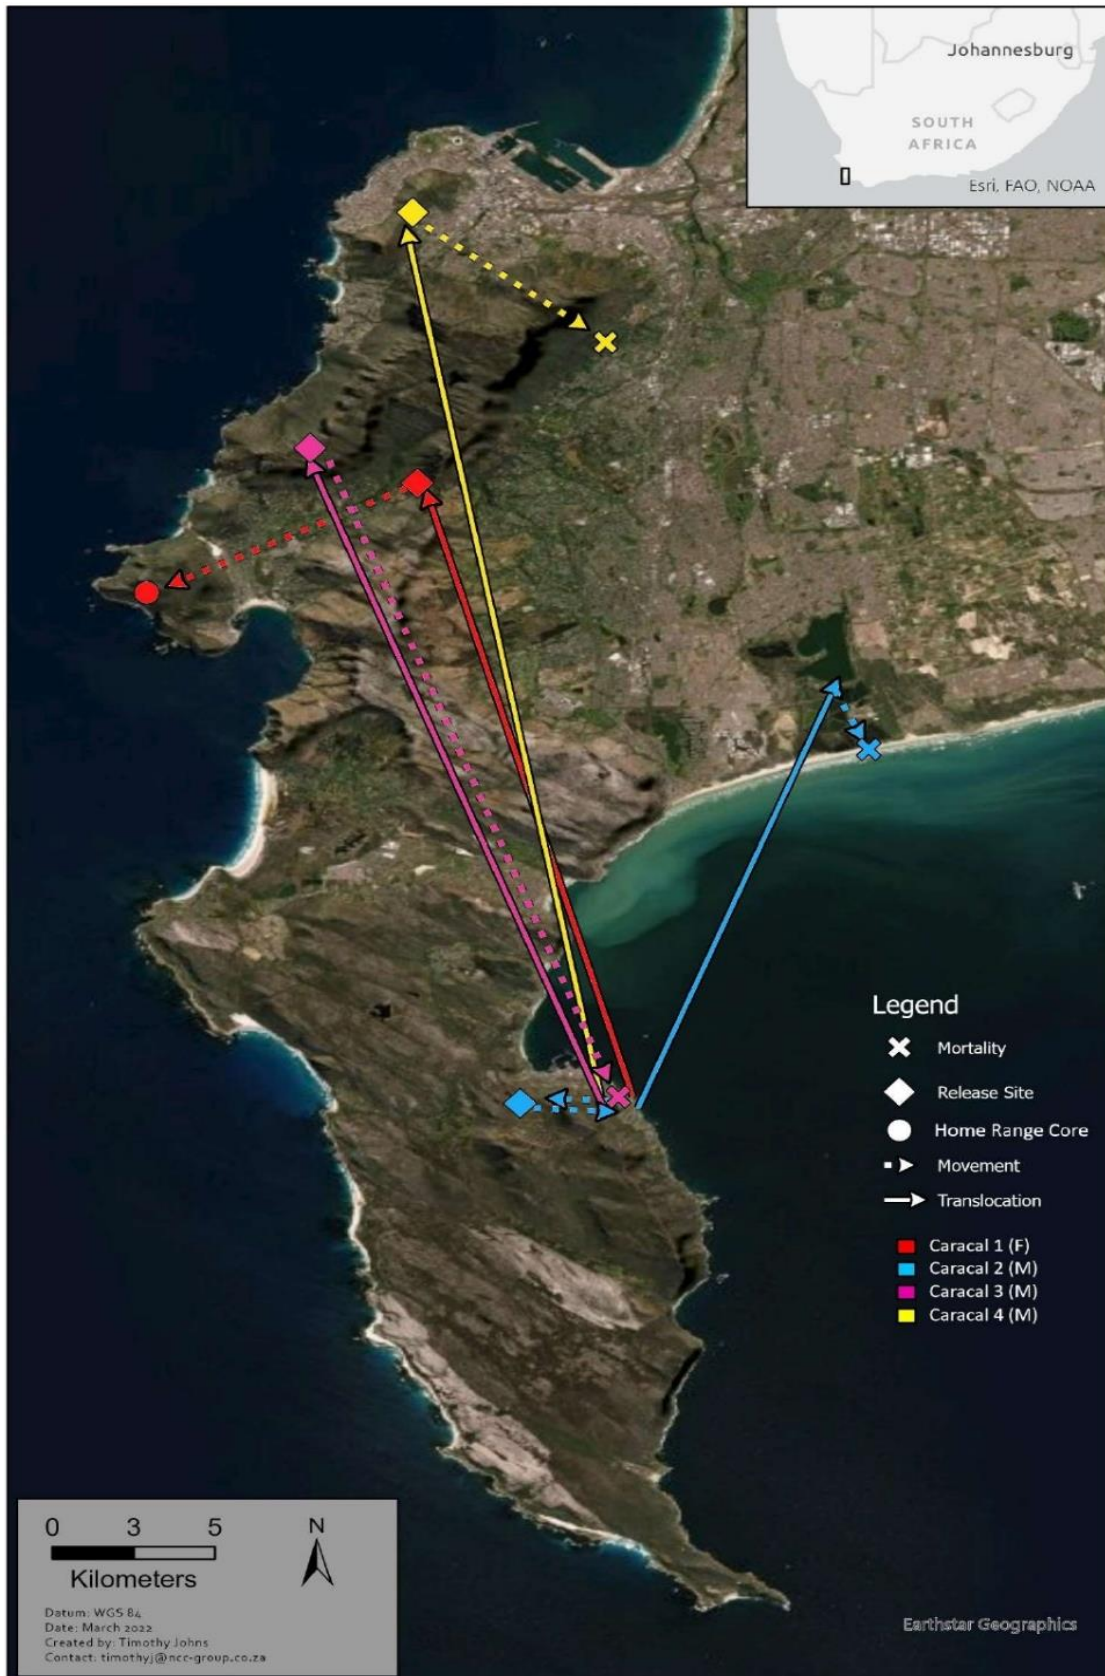 Johannesburg
SOUTH
AFRICA
Esri, FAO, NOAA
Legend
Mortality
Release Site
Home Range Core
Movement
Translocation
Caracal 1 (F)
Caracal 2 (M)
Caracal 3 (M)
Caracal 4 (M)
0 3 5
N
Kilometers
Datum: WGS 84
Date: March 2022
Created by: Timothy Johns
Contact: timothyj@ncc-group.co.za
Earthstar Geographics